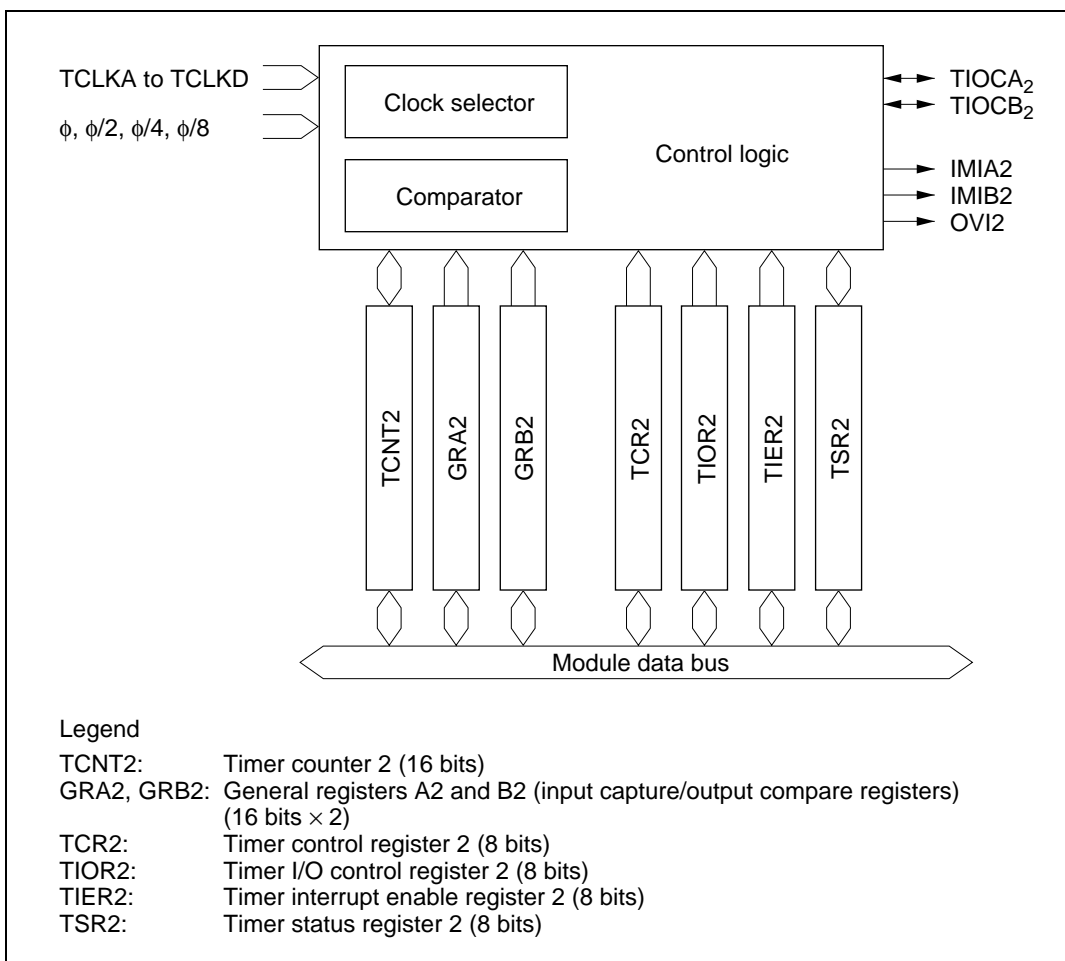 TCLKA to TCLKD
ϕ, ϕ/2, ϕ/4, ϕ/8
Clock selector
Comparator
Control logic
TIOCA2
TIOCB2
IMIA2
IMIB2
OVI2
TCNT2
GRA2
GRB2
TCR2
TIOR2
TIER2
TSR2
Module data bus
Legend
TCNT2: Timer counter 2 (16 bits)
GRA2, GRB2: General registers A2 and B2 (input capture/output compare registers)
(16 bits × 2)
TCR2: Timer control register 2 (8 bits)
TIOR2: Timer I/O control register 2 (8 bits)
TIER2: Timer interrupt enable register 2 (8 bits)
TSR2: Timer status register 2 (8 bits)